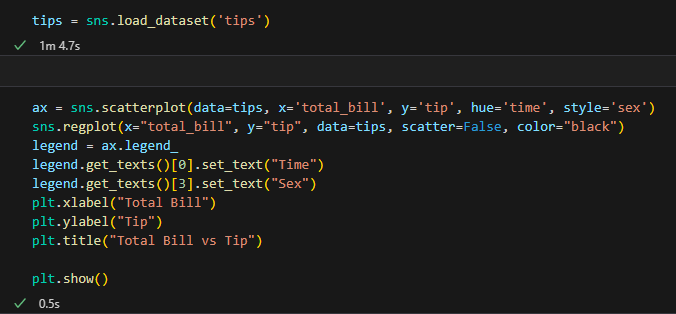 tips = sns.load_dataset('tips')
1m 4.7s
ax = sns.scatterplot(data=tips, x='total_bill', y='tip', hue='time', style='sex')
sns.regplot(x="total_bill", y="tip", data=tips, scatter=False, color="black")
legend = ax.legend_
legend.get_texts()[0].set_text("Time")
legend.get_texts()[3].set_text("Sex")
plt.xlabel("Total Bill")
plt.ylabel("Tip")
plt.title("Total Bill vs Tip")
plt.show()
0.5s